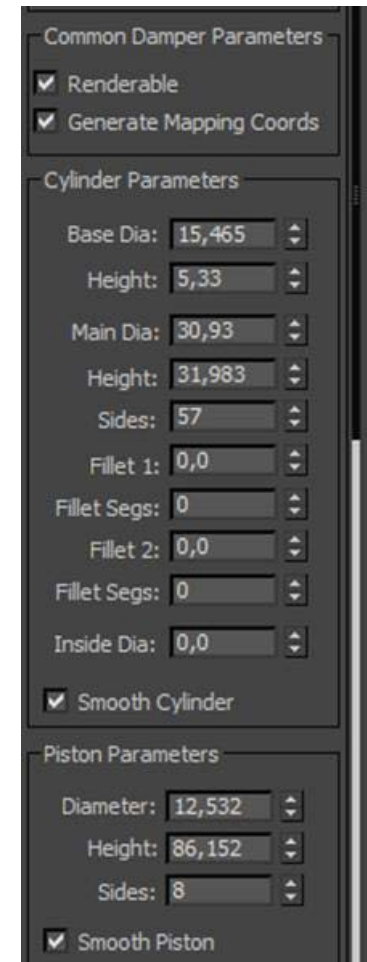 Common Damper Parameters
Renderable
Generate Mapping Coords
Cylinder Parameters
Base Dia: 15,465
Height: 5,33
Main Dia: 30,93
Height: 31,983
Sides: 57
Fillet 1: 0,0
Fillet Segs: 0
Fillet 2: 0,0
Fillet Segs: 0
Inside Dia: 0,0
Smooth Cylinder
Piston Parameters
Diameter: 12,532
Height: 86,152
Sides: 8
Smooth Piston